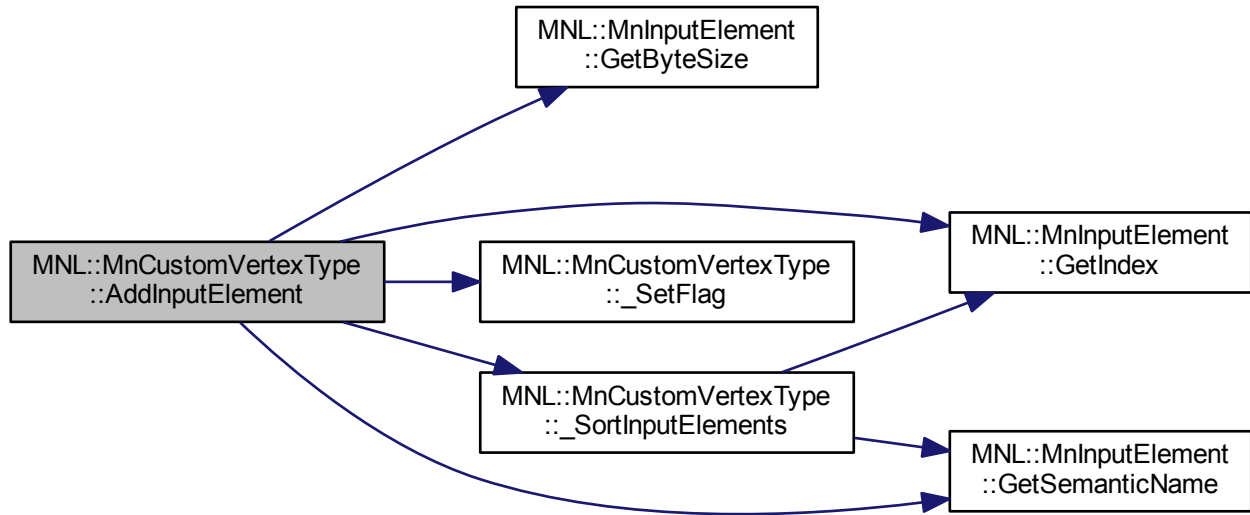 MNL::MnInputElement
::GetByteSize
MNL::MnCustomVertexType
::AddInputElement
MNL::MnCustomVertexType
::_SetFlag
MNL::MnInputElement
::GetIndex
MNL::MnCustomVertexType
::_SortInputElements
MNL::MnInputElement
::GetSemanticName